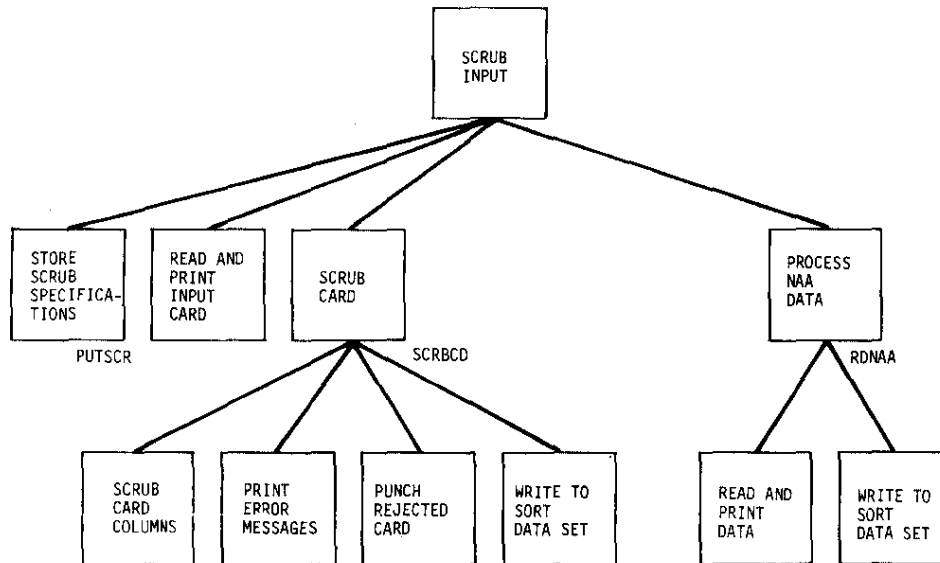 SCRUB
INPUT
STORE
SCRUB
SPECIFICA-
TIONS
READ AND
PRINT
INPUT
CARD
SCRUB
CARD
PROCESS
NAA
DATA
PUTSCR
SCRBCD
RDNAA
SCRUB
CARD
COLUMNS
PRINT
ERROR
MESSAGES
PUNCH
REJECTED
CARD
WRITE TO
SORT
DATA SET
READ AND
PRINT
DATA
WRITE TO
SORT
DATA SET